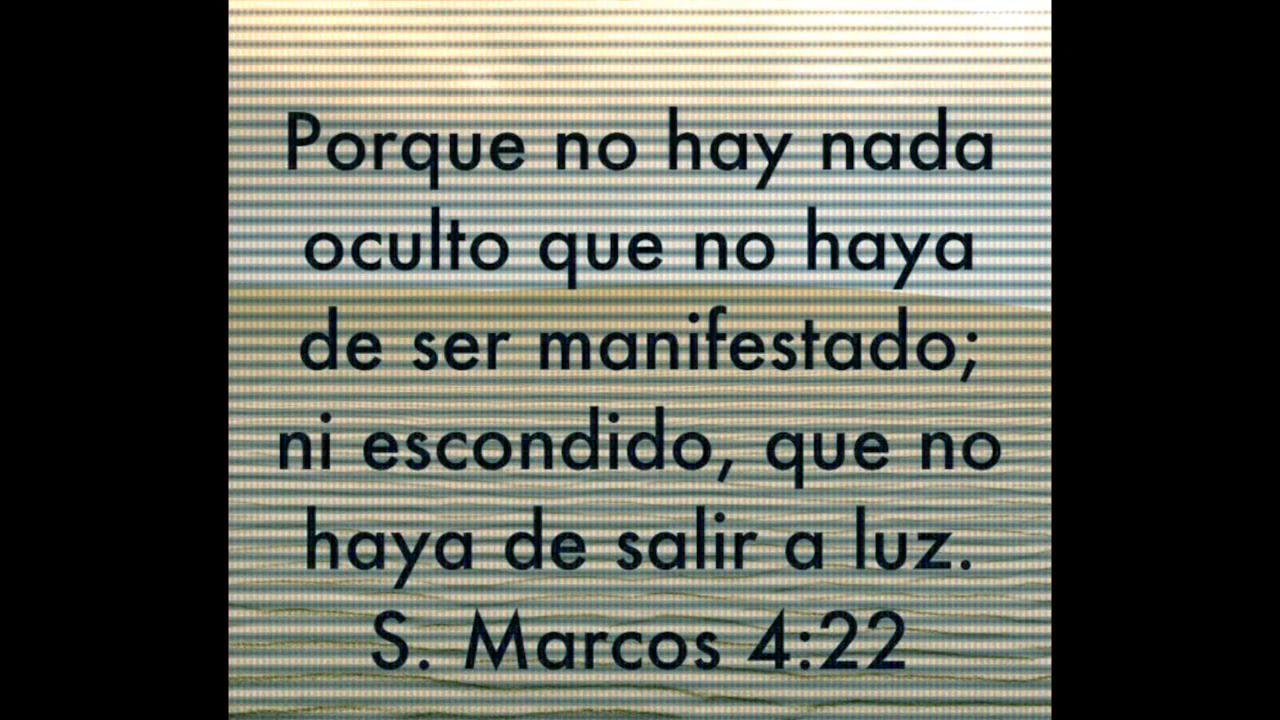 Porque no hay nada
oculto que no haya
de ser manifestado;
ni escondido, que no
haya de salir a luz.
S. Marcos 4:22